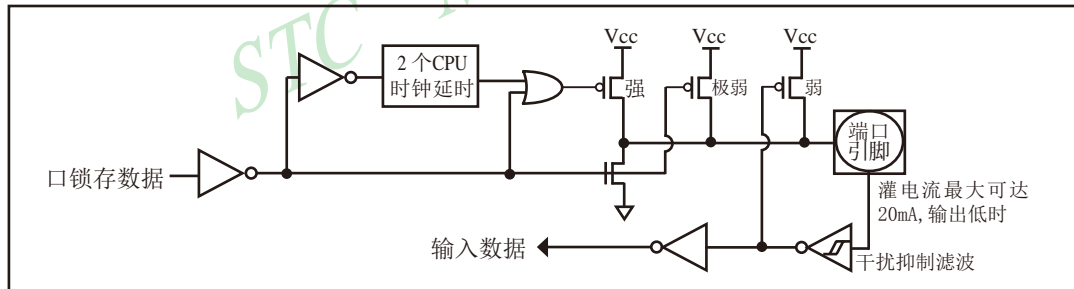 STC
Vcc
Vcc
Vcc
2 个CPU
时钟延时
强
极弱
弱
端口
引脚
口锁存数据
灌电流最大可达
20mA,输出低时
输入数据
干扰抑制滤波